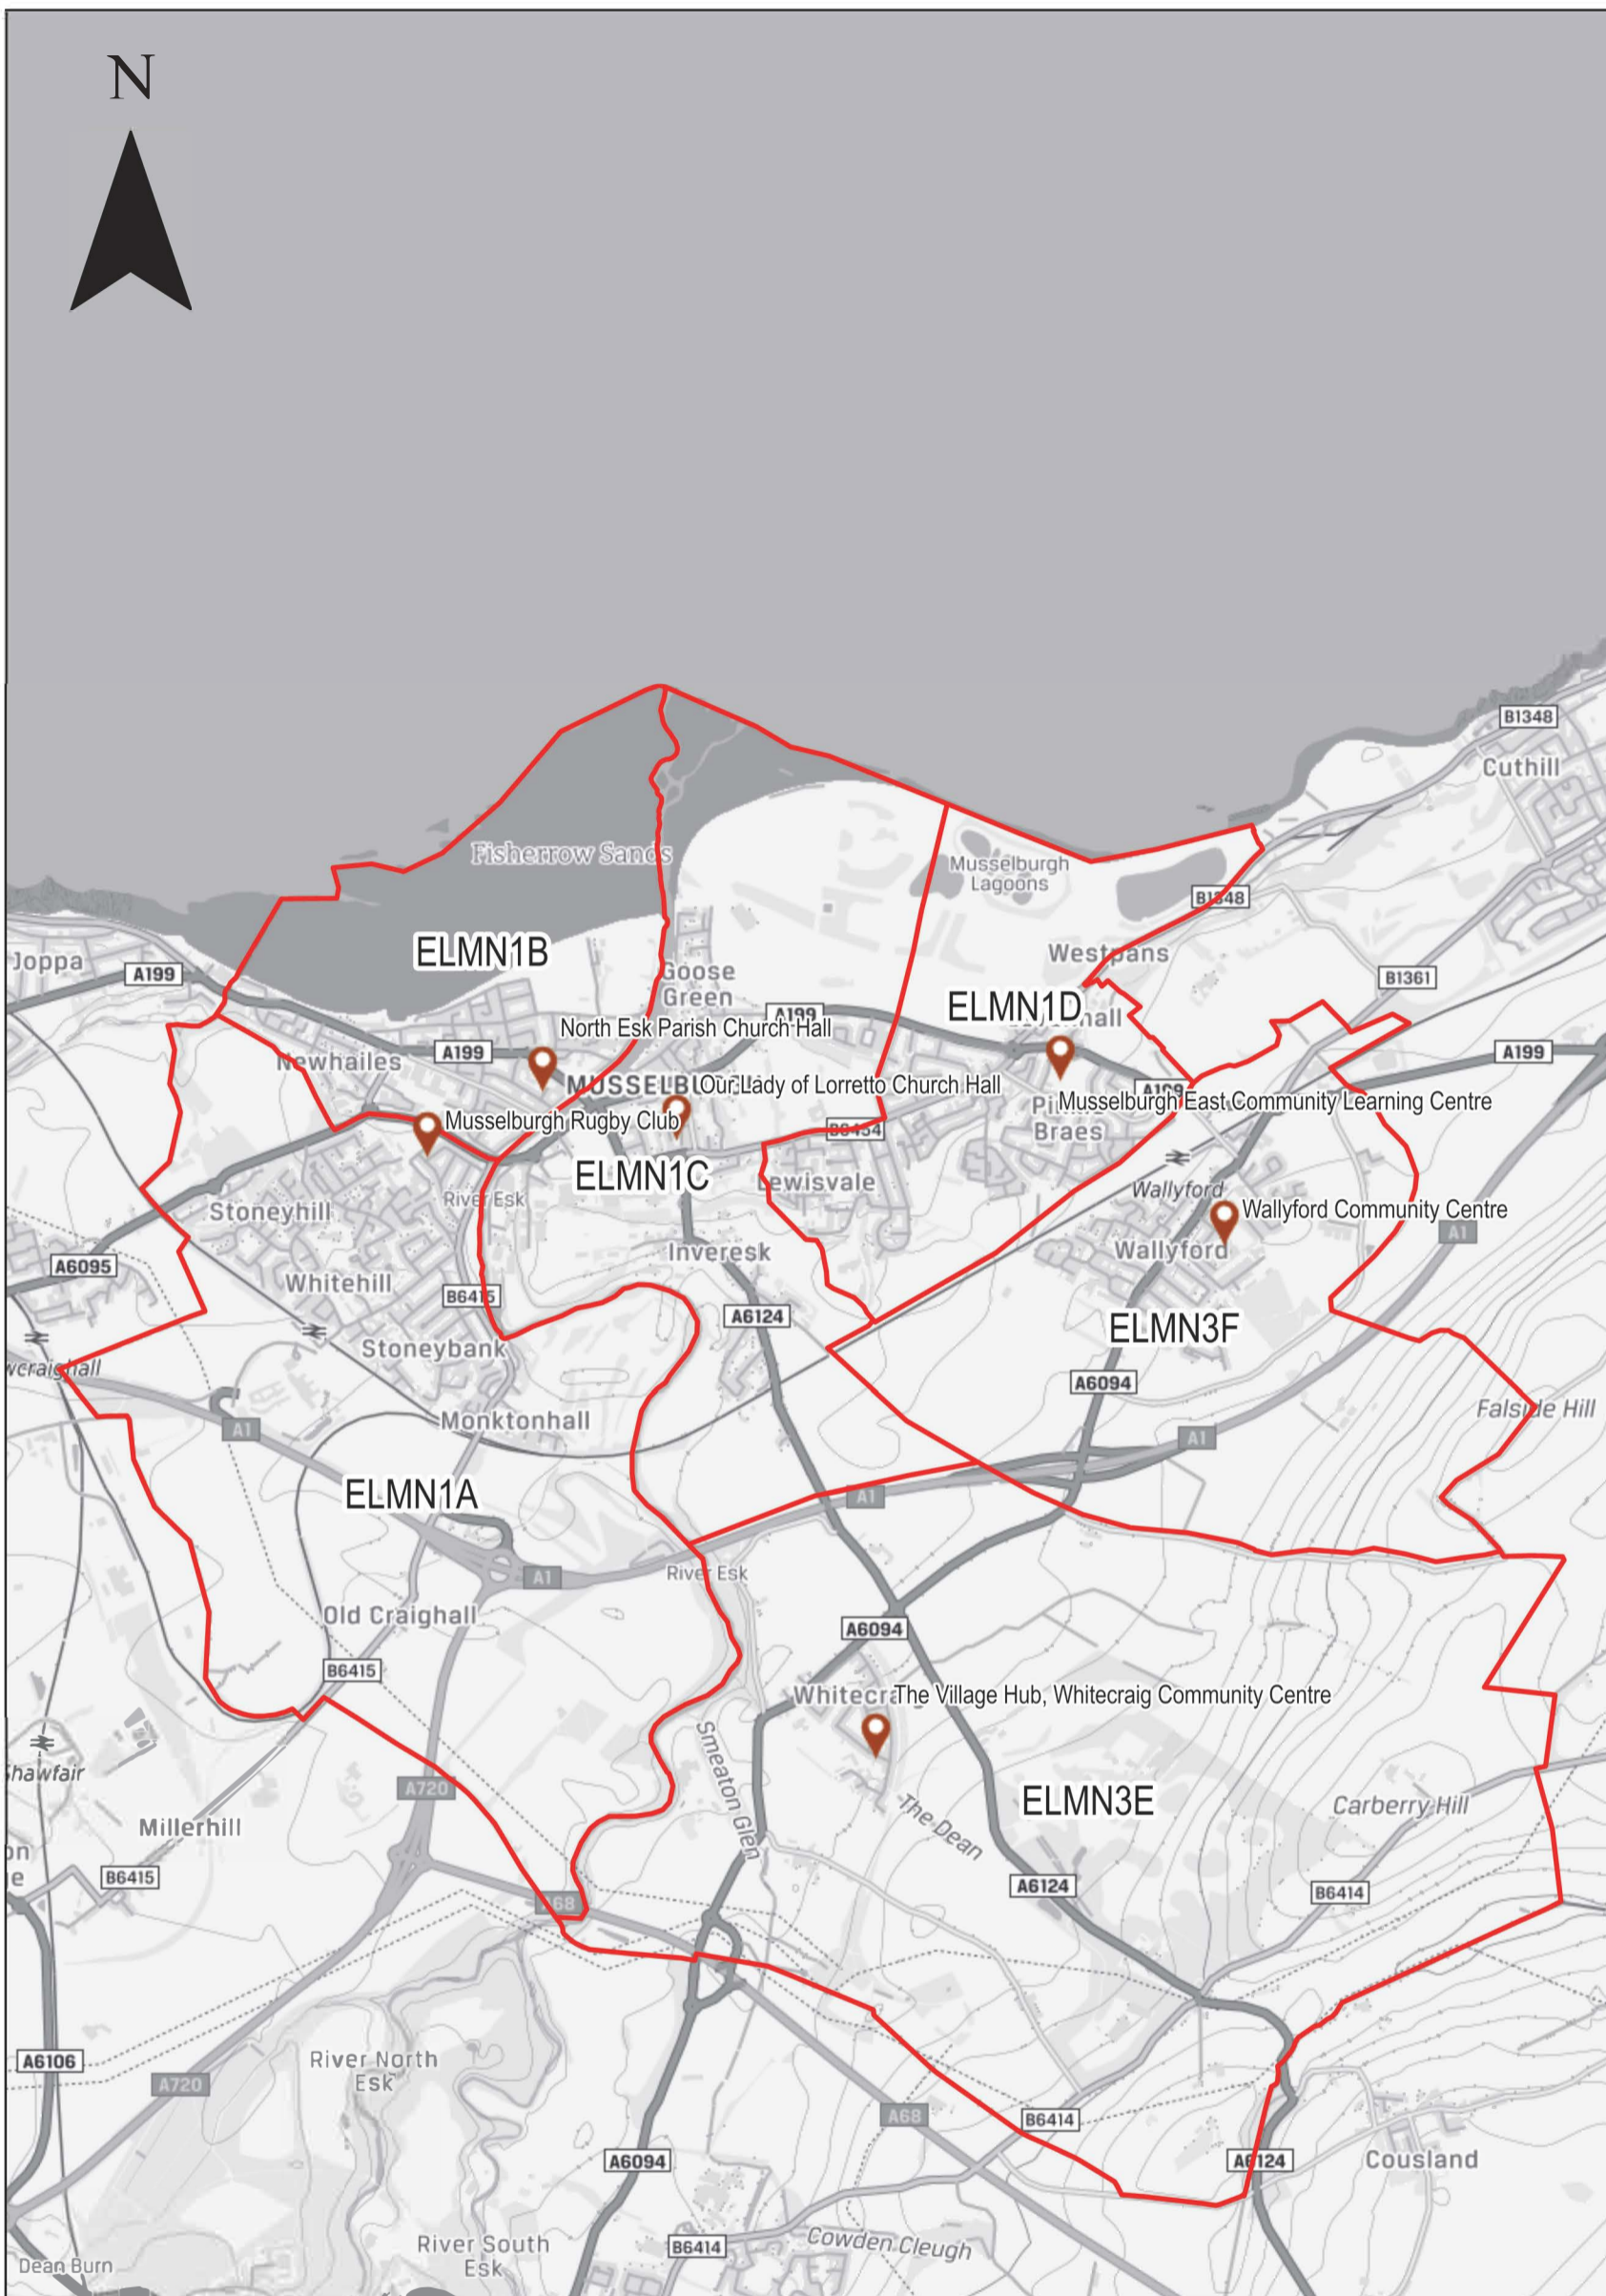 N
B1348
Cuthill
Fisherrow Sands
Musselburgh
Lagoons
B1348
ELMN1B
Westpans
Joppa
A199
Goose
Green
B1361
ELMN1D
A199
North Esk Parish Church Hall
A199
A199
Newhailes
Our Lady of Lorretto Church Hall
A199
Musselburgh East Community Learning Centre
Musselburgh Rugby Club
B6454
Braes
ELMN1C
Lewisvale
River Esk
Wallyford
Stoneyhill
Wallyford Community Centre
A1
Inveresk
Wallyford
A6095
Whitehill
B6415
A6124
ELMN3F
Stoneybank
A6094
Monktonhall
Falside Hill
A1
A1
ELMN1A
A1
A1
River Esk
Old Craighall
A6094
B6415
The Village Hub, Whitecraig Community Centre
Smeaton Glen
Shawfair
A720
ELMN3E
The Dean
Carberry Hill
Millerhill
B6415
A6124
B6414
A68
A6106
River North
Esk
A720
A68
B6414
A6094
A6124
Cousland
River South
Esk
B6414
Cowden Cleugh
Dean Burn